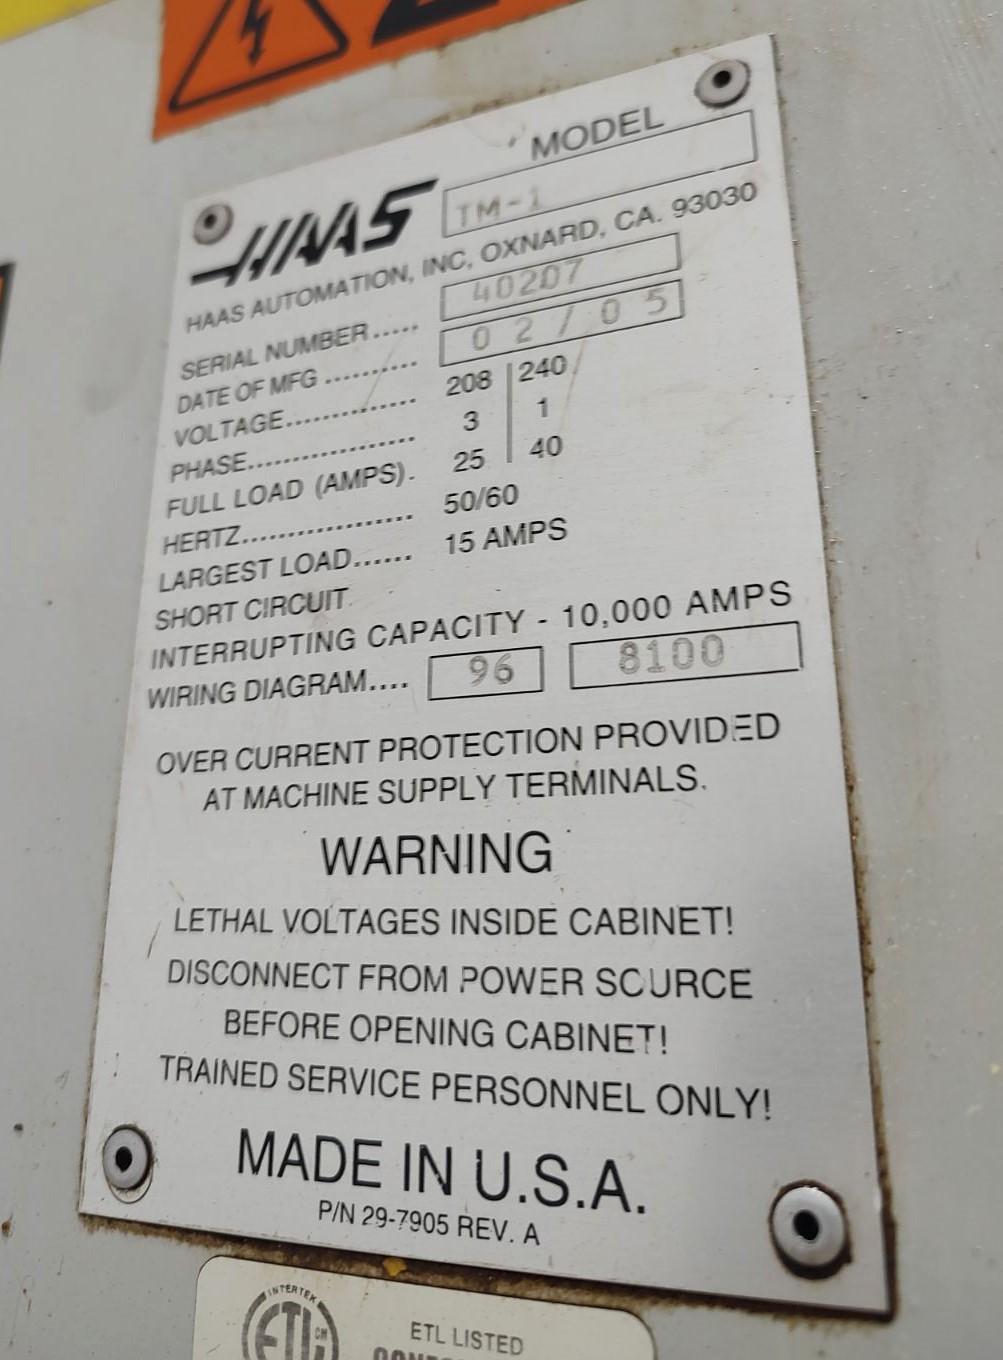 MODEL
HAAS TM-1
HAAS AUTOMATION, INC, OXNARD, CA. 93030
SERIAL NUMBER ..... 40207
DATE OF MFG .......... 02/05
VOLTAGE.............. 208 | 240
PHASE.................. 3 | 1
FULL LOAD (AMPS). 25 | 40
HERTZ.................. 50/60
LARGEST LOAD...... 15 AMPS
SHORT CIRCUIT
INTERRUPTING CAPACITY - 10,000 AMPS
WIRING DIAGRAM.... 96 8100
OVER CURRENT PROTECTION PROVIDED
AT MACHINE SUPPLY TERMINALS.
WARNING
LETHAL VOLTAGES INSIDE CABINET!
DISCONNECT FROM POWER SOURCE
BEFORE OPENING CABINET!
TRAINED SERVICE PERSONNEL ONLY!
MADE IN U.S.A.
P/N 29-7905 REV. A
INTERTEK
ETL CM
ETL LISTED